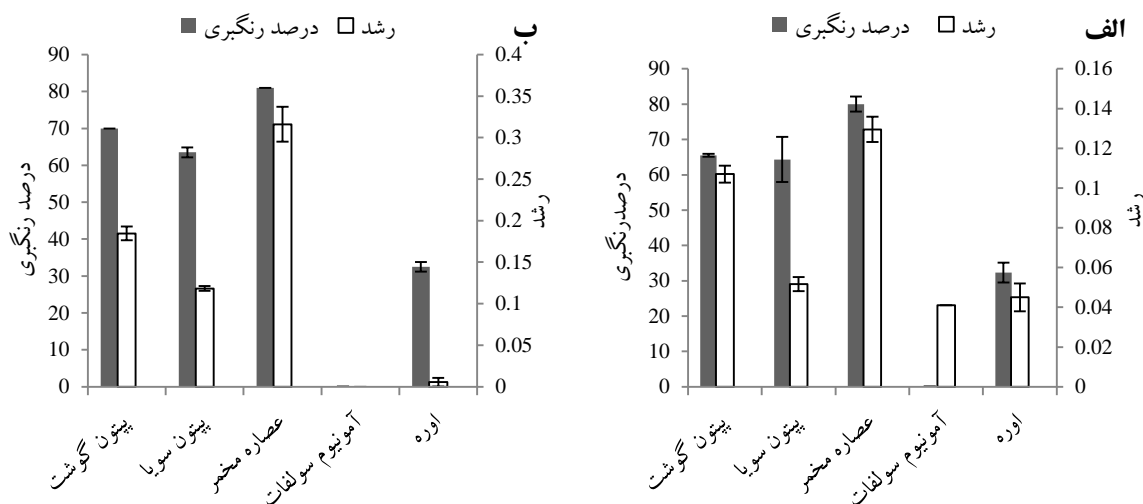 الف
درصد رنگبری رشد
90
80
70
60
50
40
30
20
10
0
درصدرنگبری
0.16
0.14
0.12
0.1
0.08
0.06
0.04
0.02
0
رشد
پپتون گوشت
پپتون سویا
عصاره مخمر
آمونیوم سولفات
اوره
ب
درصد رنگبری رشد
90
80
70
60
50
40
30
20
10
0
درصد رنگبری
0.4
0.35
0.3
0.25
0.2
0.15
0.1
0.05
0
رشد
پپتون گوشت
پپتون سویا
عصاره مخمر
آمونیوم سولفات
اوره